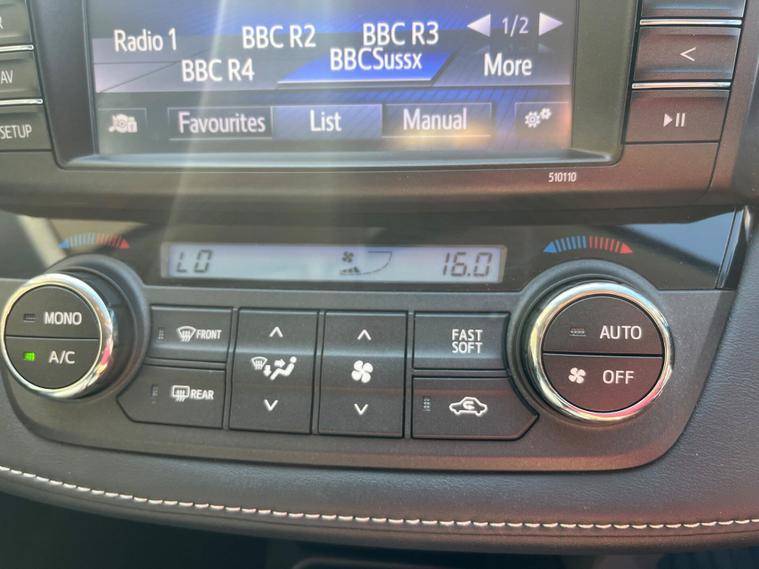 Radio 1 BBC R2 BBC R3 1/2
BBC R4 BBCSussx More
AV
SETUP
Favourites List Manual
510110
LO 16.0
MONO
A/C
FRONT
REAR
FAST
SOFT
AUTO
OFF